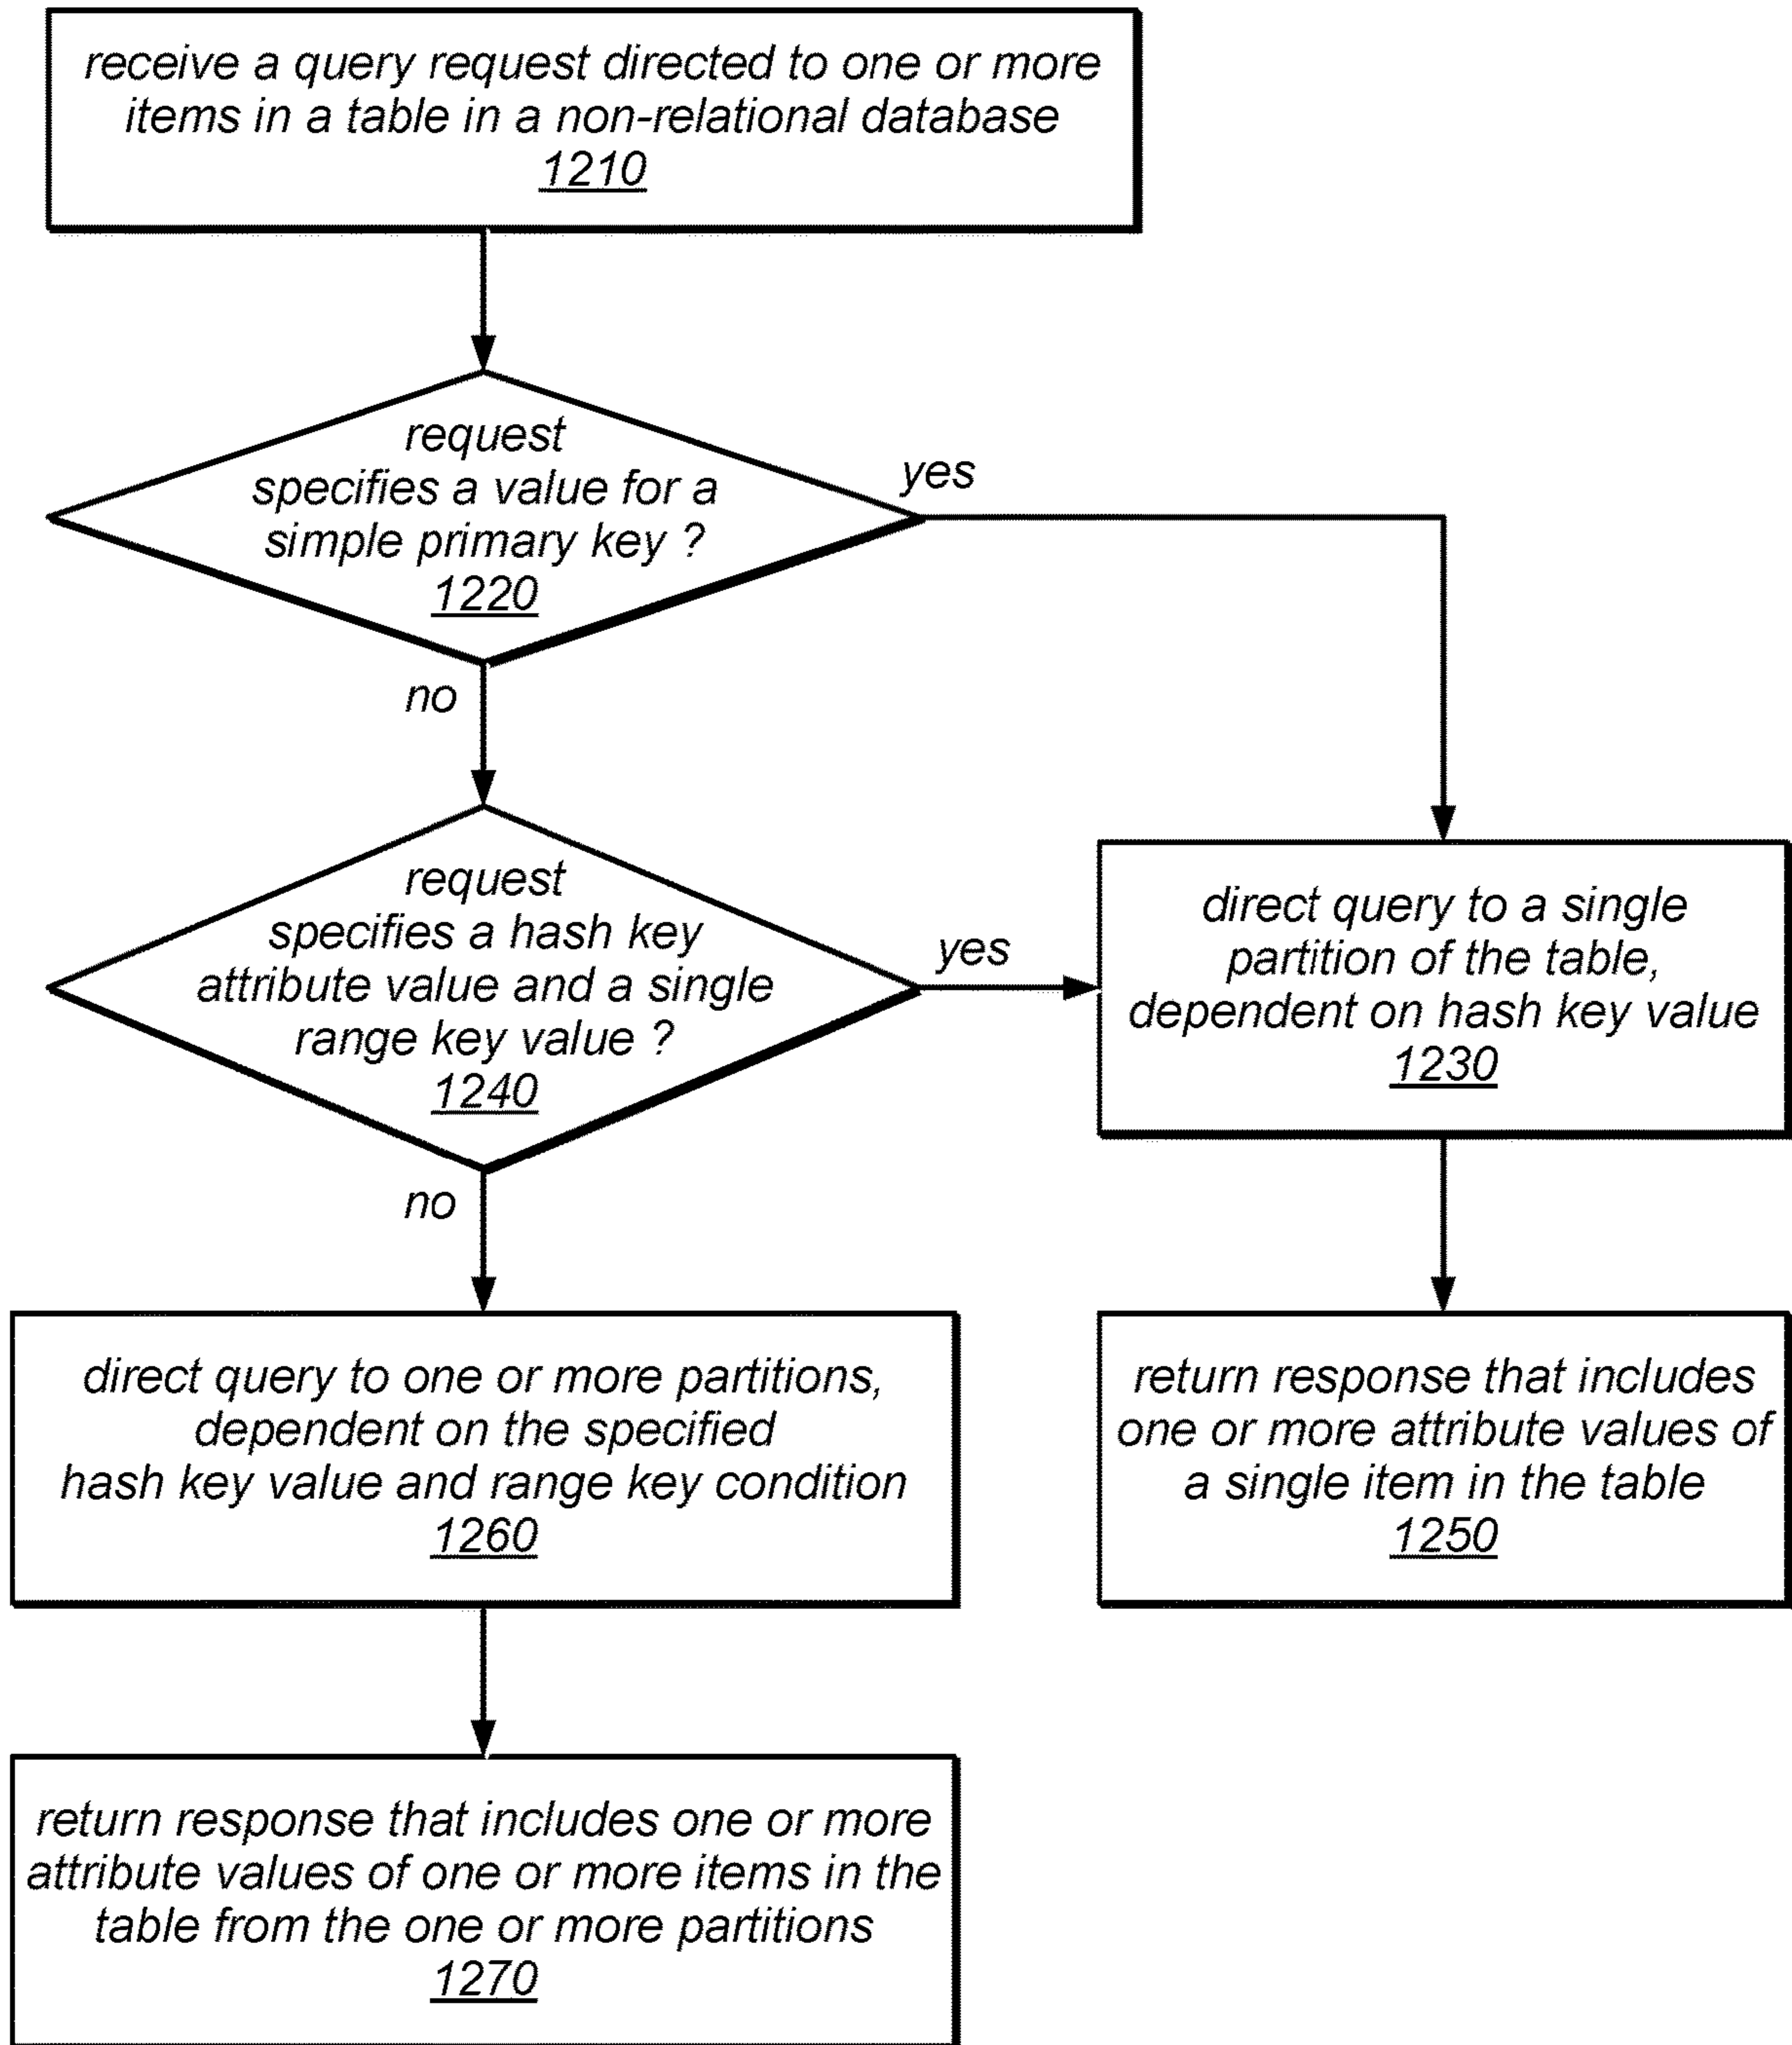 receive a query request directed to one or more
items in a table in a non-relational database
1210
request
specifies a value for a
simple primary key ?
1220
yes
no
request
specifies a hash key
attribute value and a single
range key value ?
1240
yes
no
direct query to a single
partition of the table,
dependent on hash key value
1230
direct query to one or more partitions,
dependent on the specified
hash key value and range key condition
1260
return response that includes
one or more attribute values of
a single item in the table
1250
return response that includes one or more
attribute values of one or more items in the
table from the one or more partitions
1270